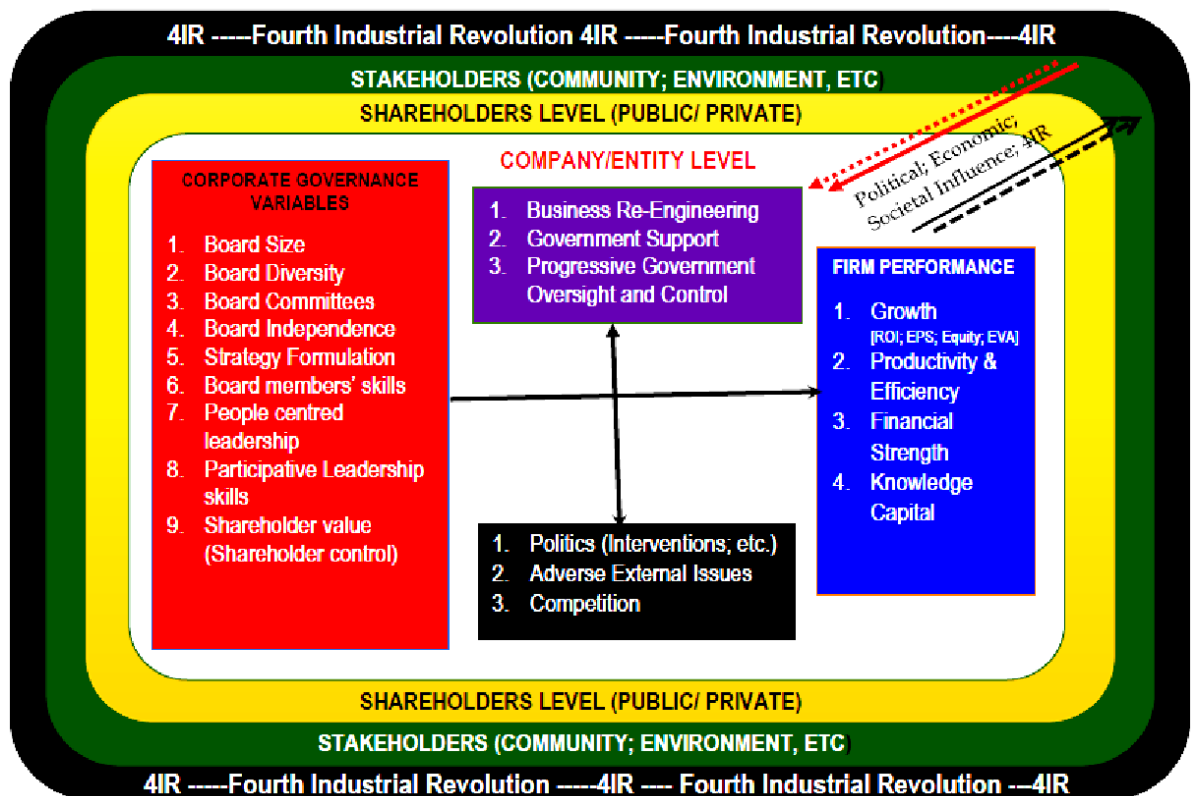 4IR -----Fourth Industrial Revolution 4IR -----Fourth Industrial Revolution----4IR
STAKEHOLDERS (COMMUNITY; ENVIRONMENT, ETC)
SHAREHOLDERS LEVEL (PUBLIC/ PRIVATE)
COMPANY/ENTITY LEVEL
Political; Economic;
Societal Influence; 4IR
CORPORATE GOVERNANCE
VARIABLES
1. Board Size
2. Board Diversity
3. Board Committees
4. Board Independence
5. Strategy Formulation
6. Board members' skills
7. People centred
leadership
8. Participative Leadership
skills
9. Shareholder value
(Shareholder control)
1. Business Re-Engineering
2. Government Support
3. Progressive Government
Oversight and Control
1. Politics (Interventions; etc.)
2. Adverse External Issues
3. Competition
FIRM PERFORMANCE
1. Growth
[ROI; EPS; Equity; EVA]
2. Productivity &
Efficiency
3. Financial
Strength
4. Knowledge
Capital
SHAREHOLDERS LEVEL (PUBLIC/ PRIVATE)
STAKEHOLDERS (COMMUNITY; ENVIRONMENT, ETC)
4IR -----Fourth Industrial Revolution -----4IR ---- Fourth Industrial Revolution ---4IR